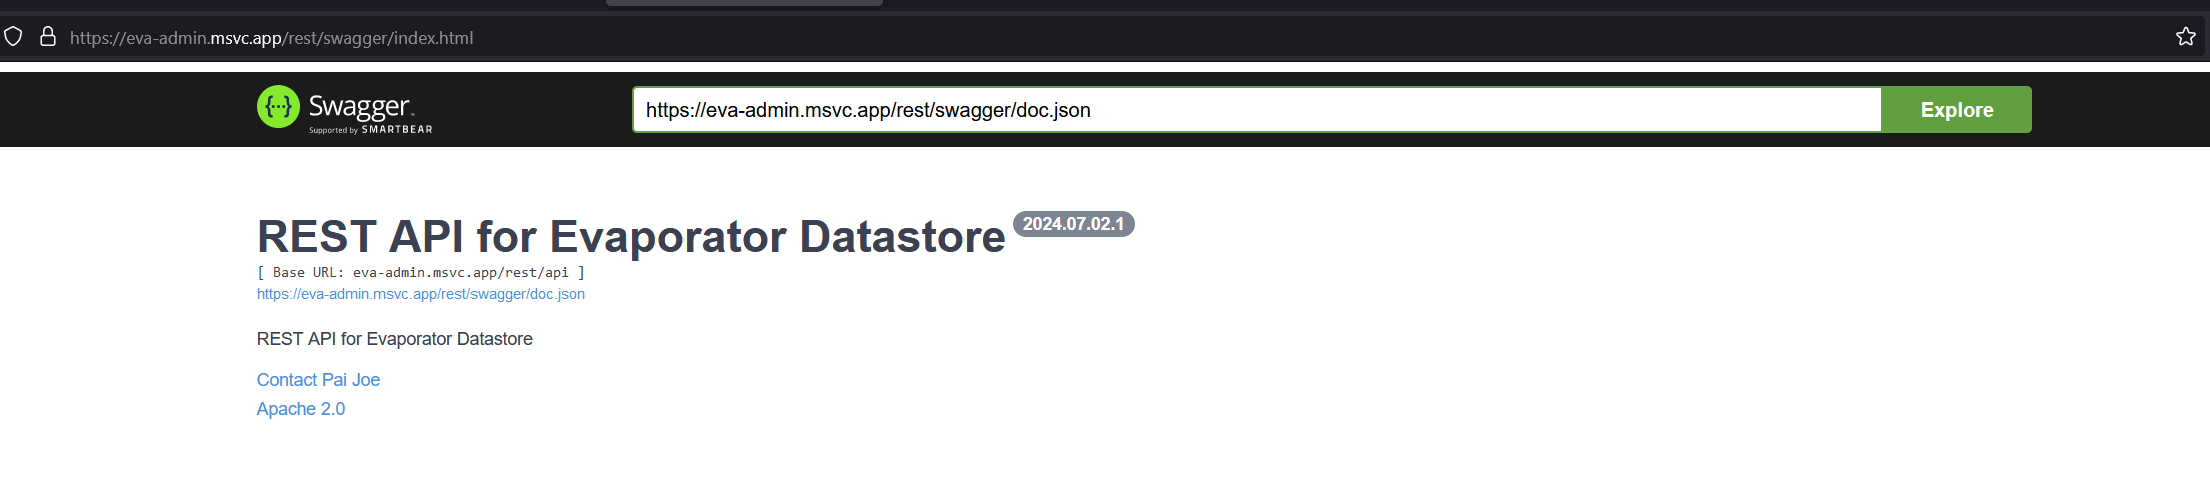 https://eva-admin.msvc.app/rest/swagger/index.html
Swagger
Supported by SMARTBEAR
https://eva-admin.msvc.app/rest/swagger/doc.json
Explore
REST API for Evaporator Datastore 2024.07.02.1
[ Base URL: eva-admin.msvc.app/rest/api ]
https://eva-admin.msvc.app/rest/swagger/doc.json
REST API for Evaporator Datastore
Contact Pai Joe
Apache 2.0